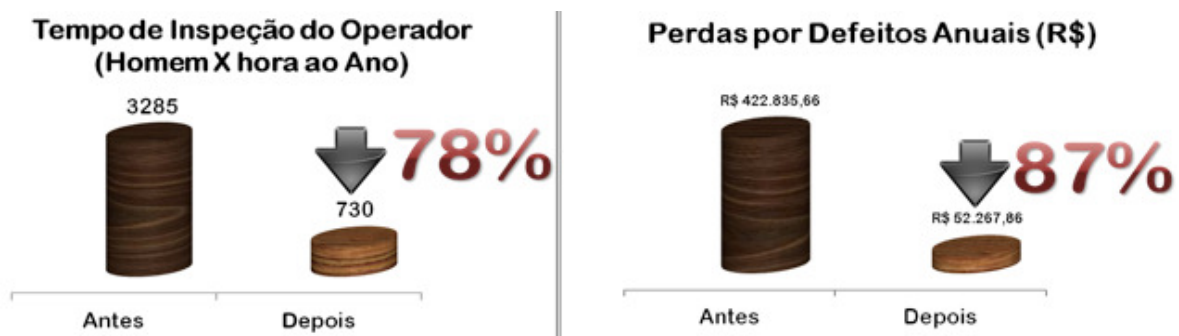 Tempo de Inspeção do Operador
(Homem X hora ao Ano)
3285
78%
730
Antes
Depois
Perdas por Defeitos Anuais (R$)
R$ 422.835,66
87%
R$ 52.267,86
Antes
Depois